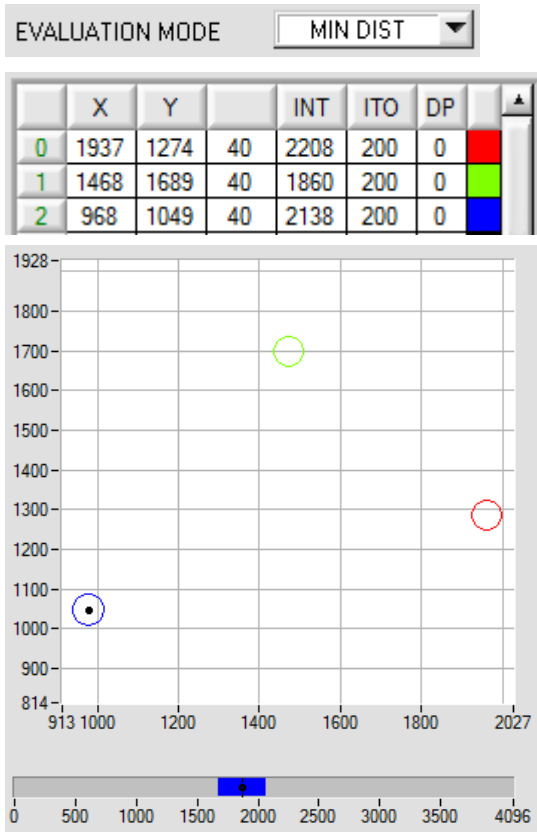 EVALUATION MODE MIN DIST
X Y INT ITO DP
0 1937 1274 40 2208 200 0
1 1468 1689 40 1860 200 0
2 968 1049 40 2138 200 0
1928
1800
1700
1600
1500
1400
1300
1200
1100
1000
900
814
913 1000 1200 1400 1600 1800 2027
0 500 1000 1500 2000 2500 3000 3500 4096